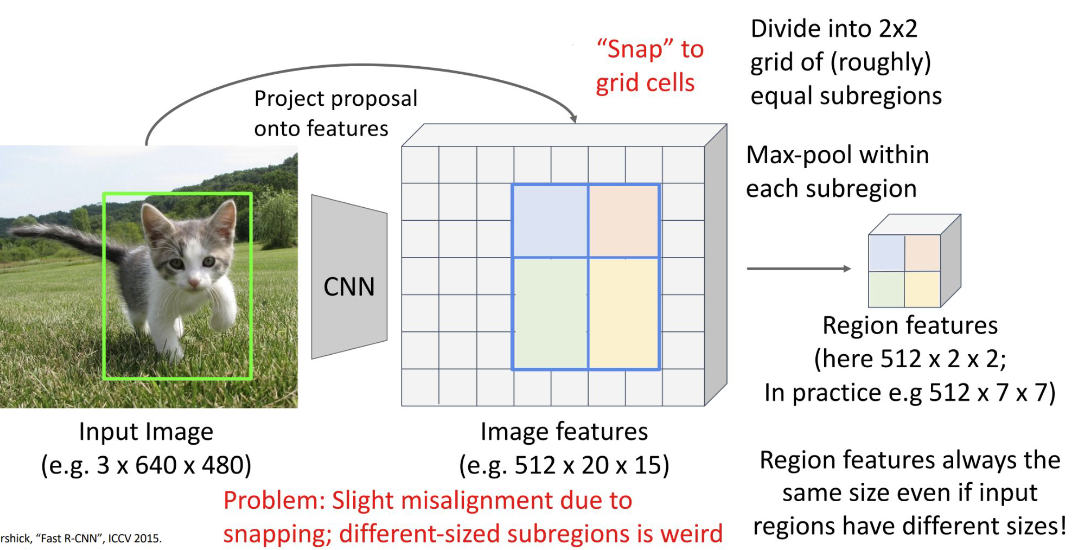 Divide into 2x2
grid of (roughly)
equal subregions
“Snap” to
grid cells
Project proposal
onto features
Max-pool within
each subregion
CNN
Region features
(here 512 x 2 x 2;
In practice e.g 512 x 7 x 7)
Input Image
(e.g. 3 x 640 x 480)
Image features
(e.g. 512 x 20 x 15)
Region features always the
same size even if input
regions have different sizes!
Problem: Slight misalignment due to
snapping; different-sized subregions is weird
rshick, “Fast R-CNN”, ICCV 2015.